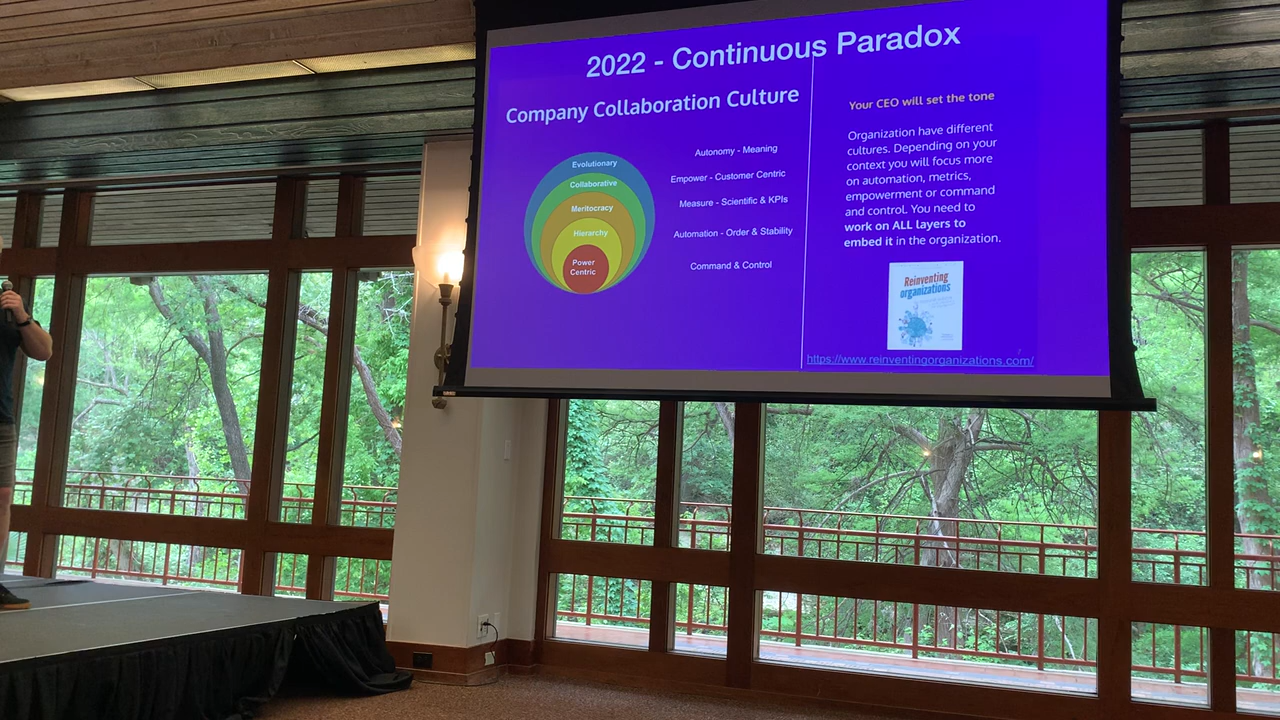 2022 - Continuous Paradox
Company Collaboration Culture
Evolutionary
Collaborative
Meritocracy
Hierarchy
Power
Centric
Autonomy - Meaning
Empower - Customer Centric
Measure - Scientific & KPIs
Automation - Order & Stability
Command & Control
Your CEO will set the tone
Organization have different
cultures. Depending on your
context you will focus more
on automation, metrics,
empowerment or command
and control. You need to
work on ALL layers to
embed it in the organization.
Reinventing
organizations
https://www.reinventingorganizations.com/